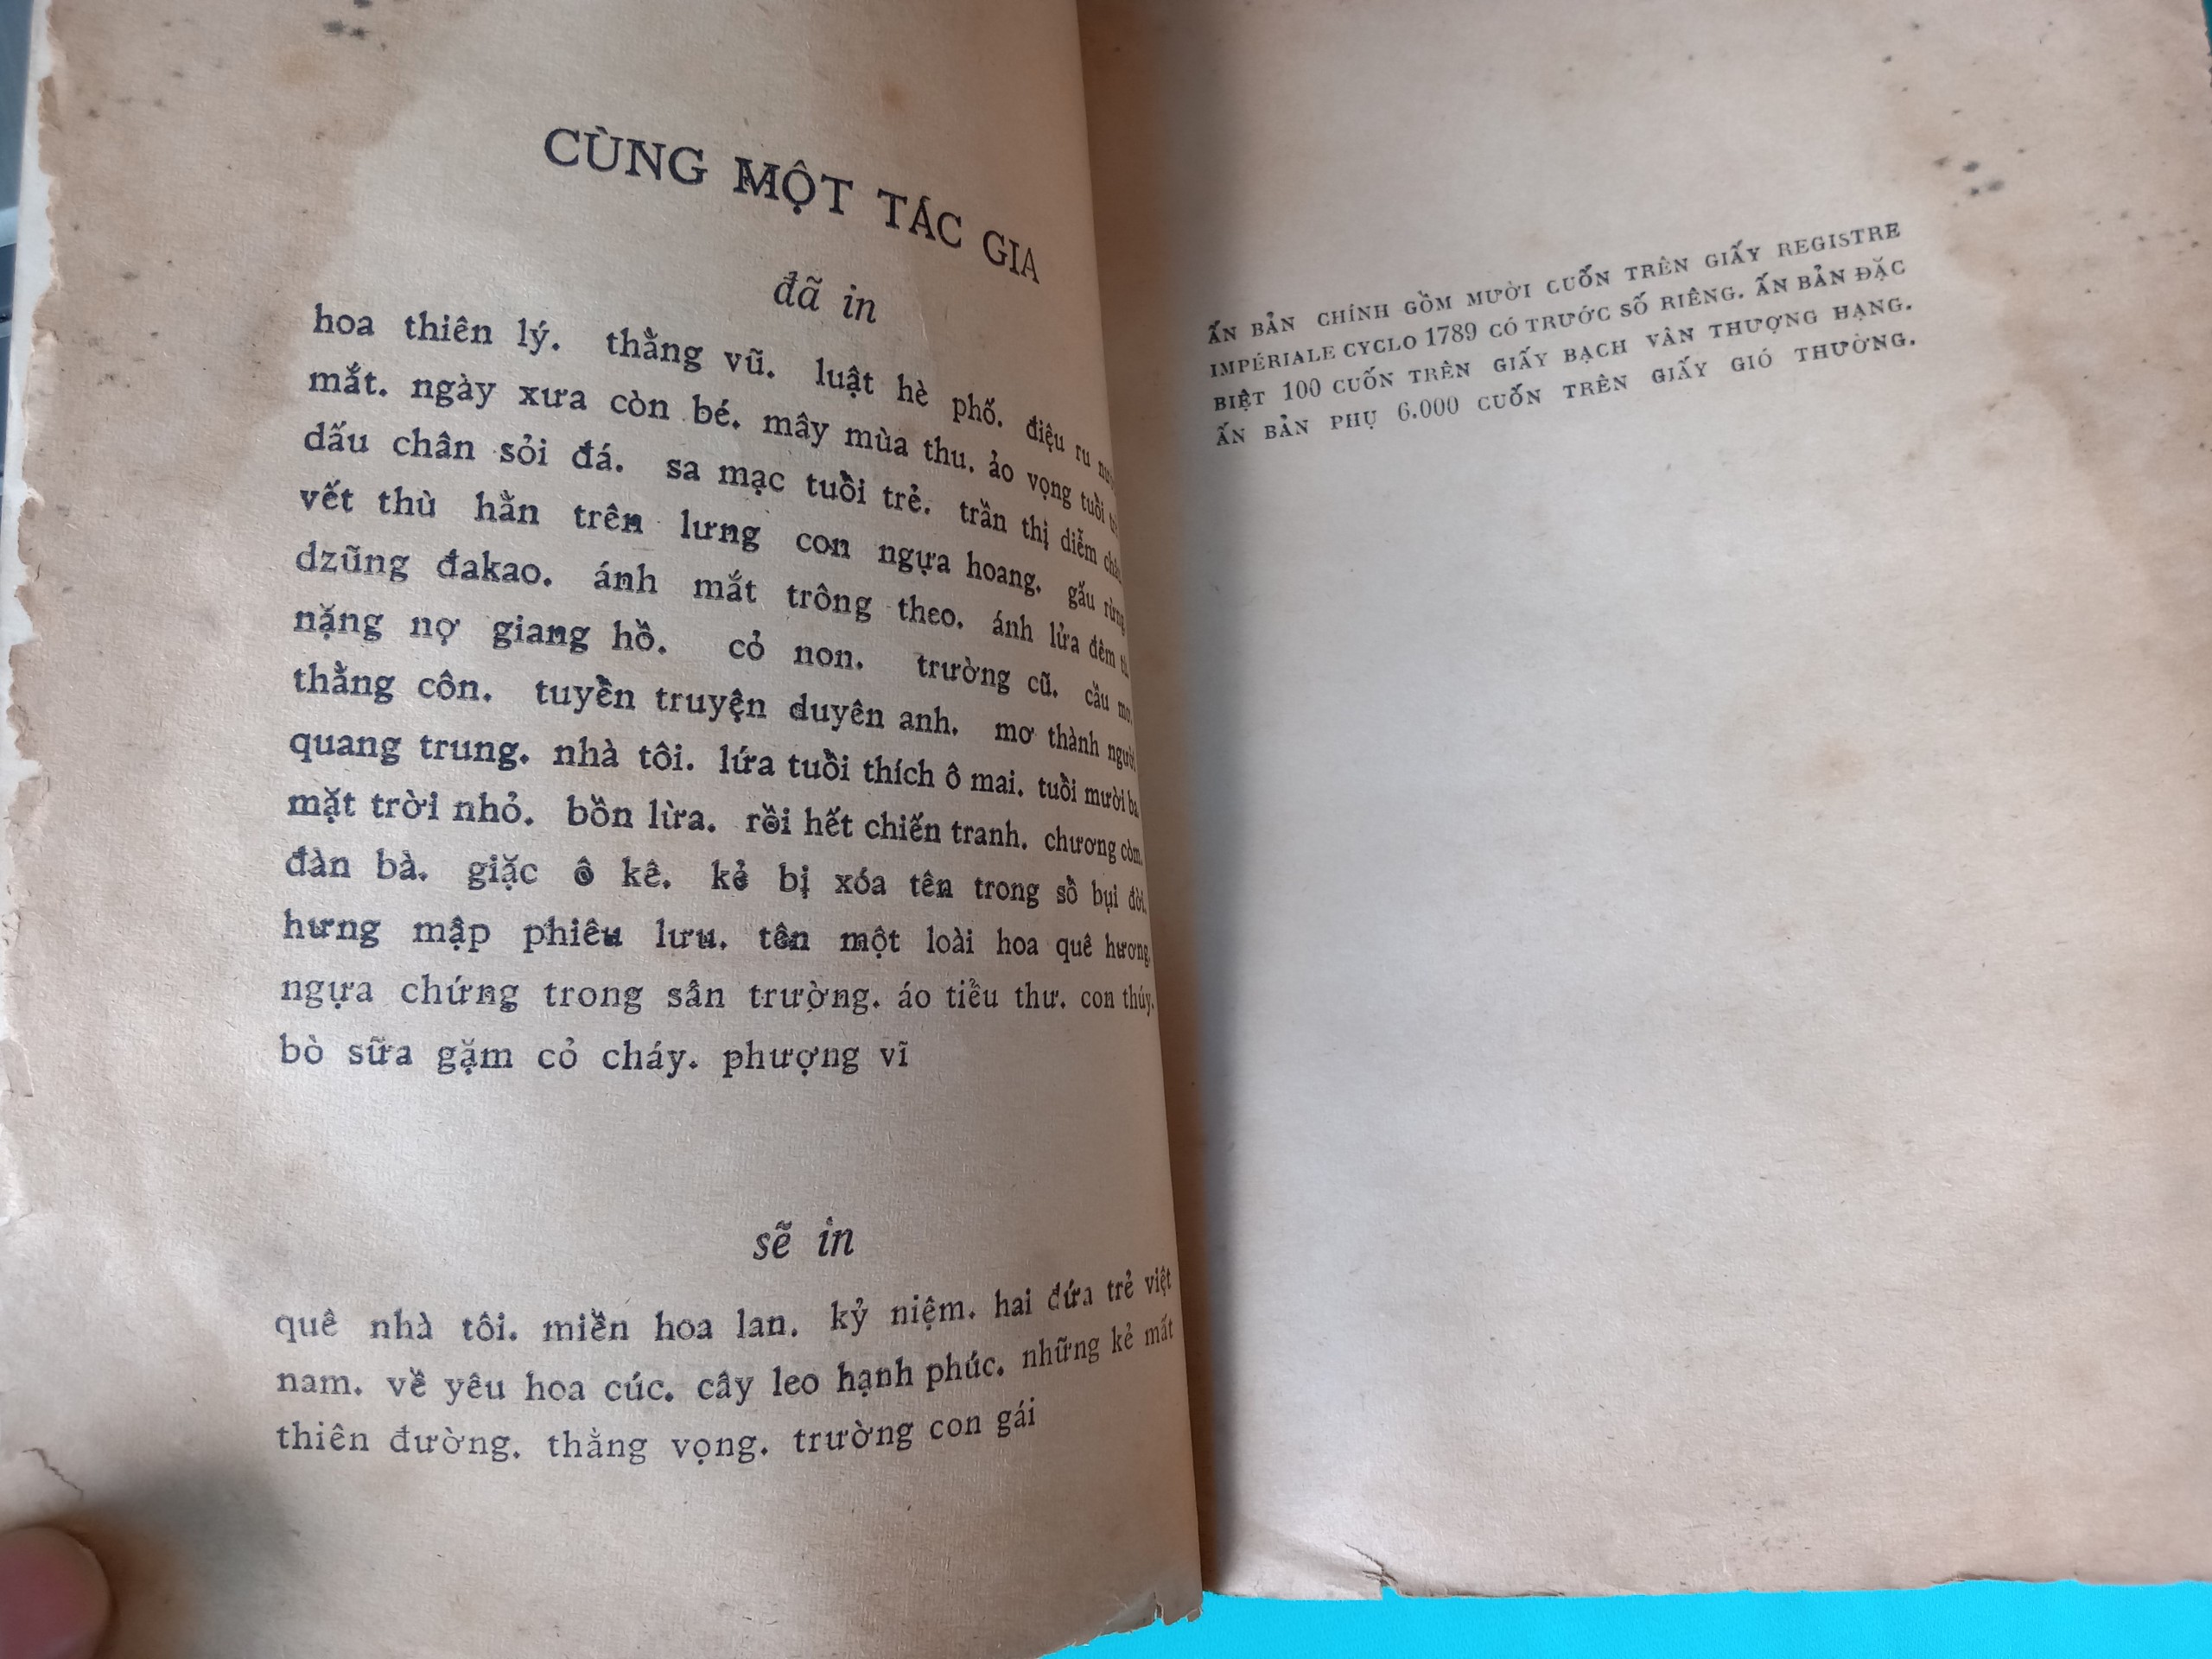 CÙNG MỘT TÁC GIA
đã in
hoa thiên lý. thằng vũ. luật hè phố. điệu ru
mắt. ngày xưa còn bé. mây mùa thu. ảo vọng tuổi
dấu chân sỏi đá. sa mạc tuổi trẻ. trần thị diễm
vết thù hằn trên lưng con ngựa hoang. gấu rừng
dzũng đakao. ánh mắt trông theo. ánh lửa đêm
nặng nợ giang hồ. cỏ non. trường cũ. cầu mơ.
thằng côn. tuyển truyện duyên anh. mơ thành người
quang trung. nhà tôi. lứa tuổi thích ô mai. tuổi mười ba
mặt trời nhỏ. bồn lừa. rồi hết chiến tranh. chương còm.
đàn bà. giặc ô kê. kẻ bị xóa tên trong sổ bụi đời.
hưng mập phiêu lưu. tên một loài hoa quê hương.
ngựa chứng trong sân trường. áo tiểu thư. con thúy.
bò sữa gặm cỏ cháy. phượng vĩ
sẽ in
quê nhà tôi. miền hoa lan. kỷ niệm. hai đứa trẻ việt
nam. về yêu hoa cúc. cây leo hạnh phúc. những kẻ mất
thiên đường. thằng vọng. trường con gái
ẤN BẢN CHÍNH GỒM MƯỜI CUỐN TRÊN GIẤY REGISTRE
IMPÉRIALE CYCLO 1789 CÓ TRƯỚC SỐ RIÊNG. ẤN BẢN ĐẶC
BIỆT 100 CUỐN TRÊN GIẤY BẠCH VÂN THƯỢNG HẠNG.
ẤN BẢN PHỤ 6.000 CUỐN TRÊN GIẤY GIÓ THƯỜNG.